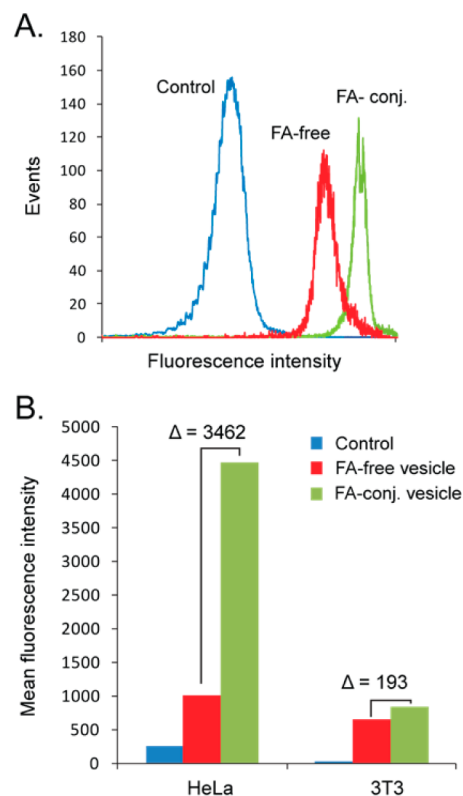 A.
180
160
140
120
100
80
60
40
20
0
Events
Control
FA-free
FA- conj.
Fluorescence intensity
B.
5000
4500
4000
3500
3000
2500
2000
1500
1000
500
0
Mean fluorescence intensity
Δ = 3462
Control
FA-free vesicle
FA-conj. vesicle
Δ = 193
HeLa
3T3